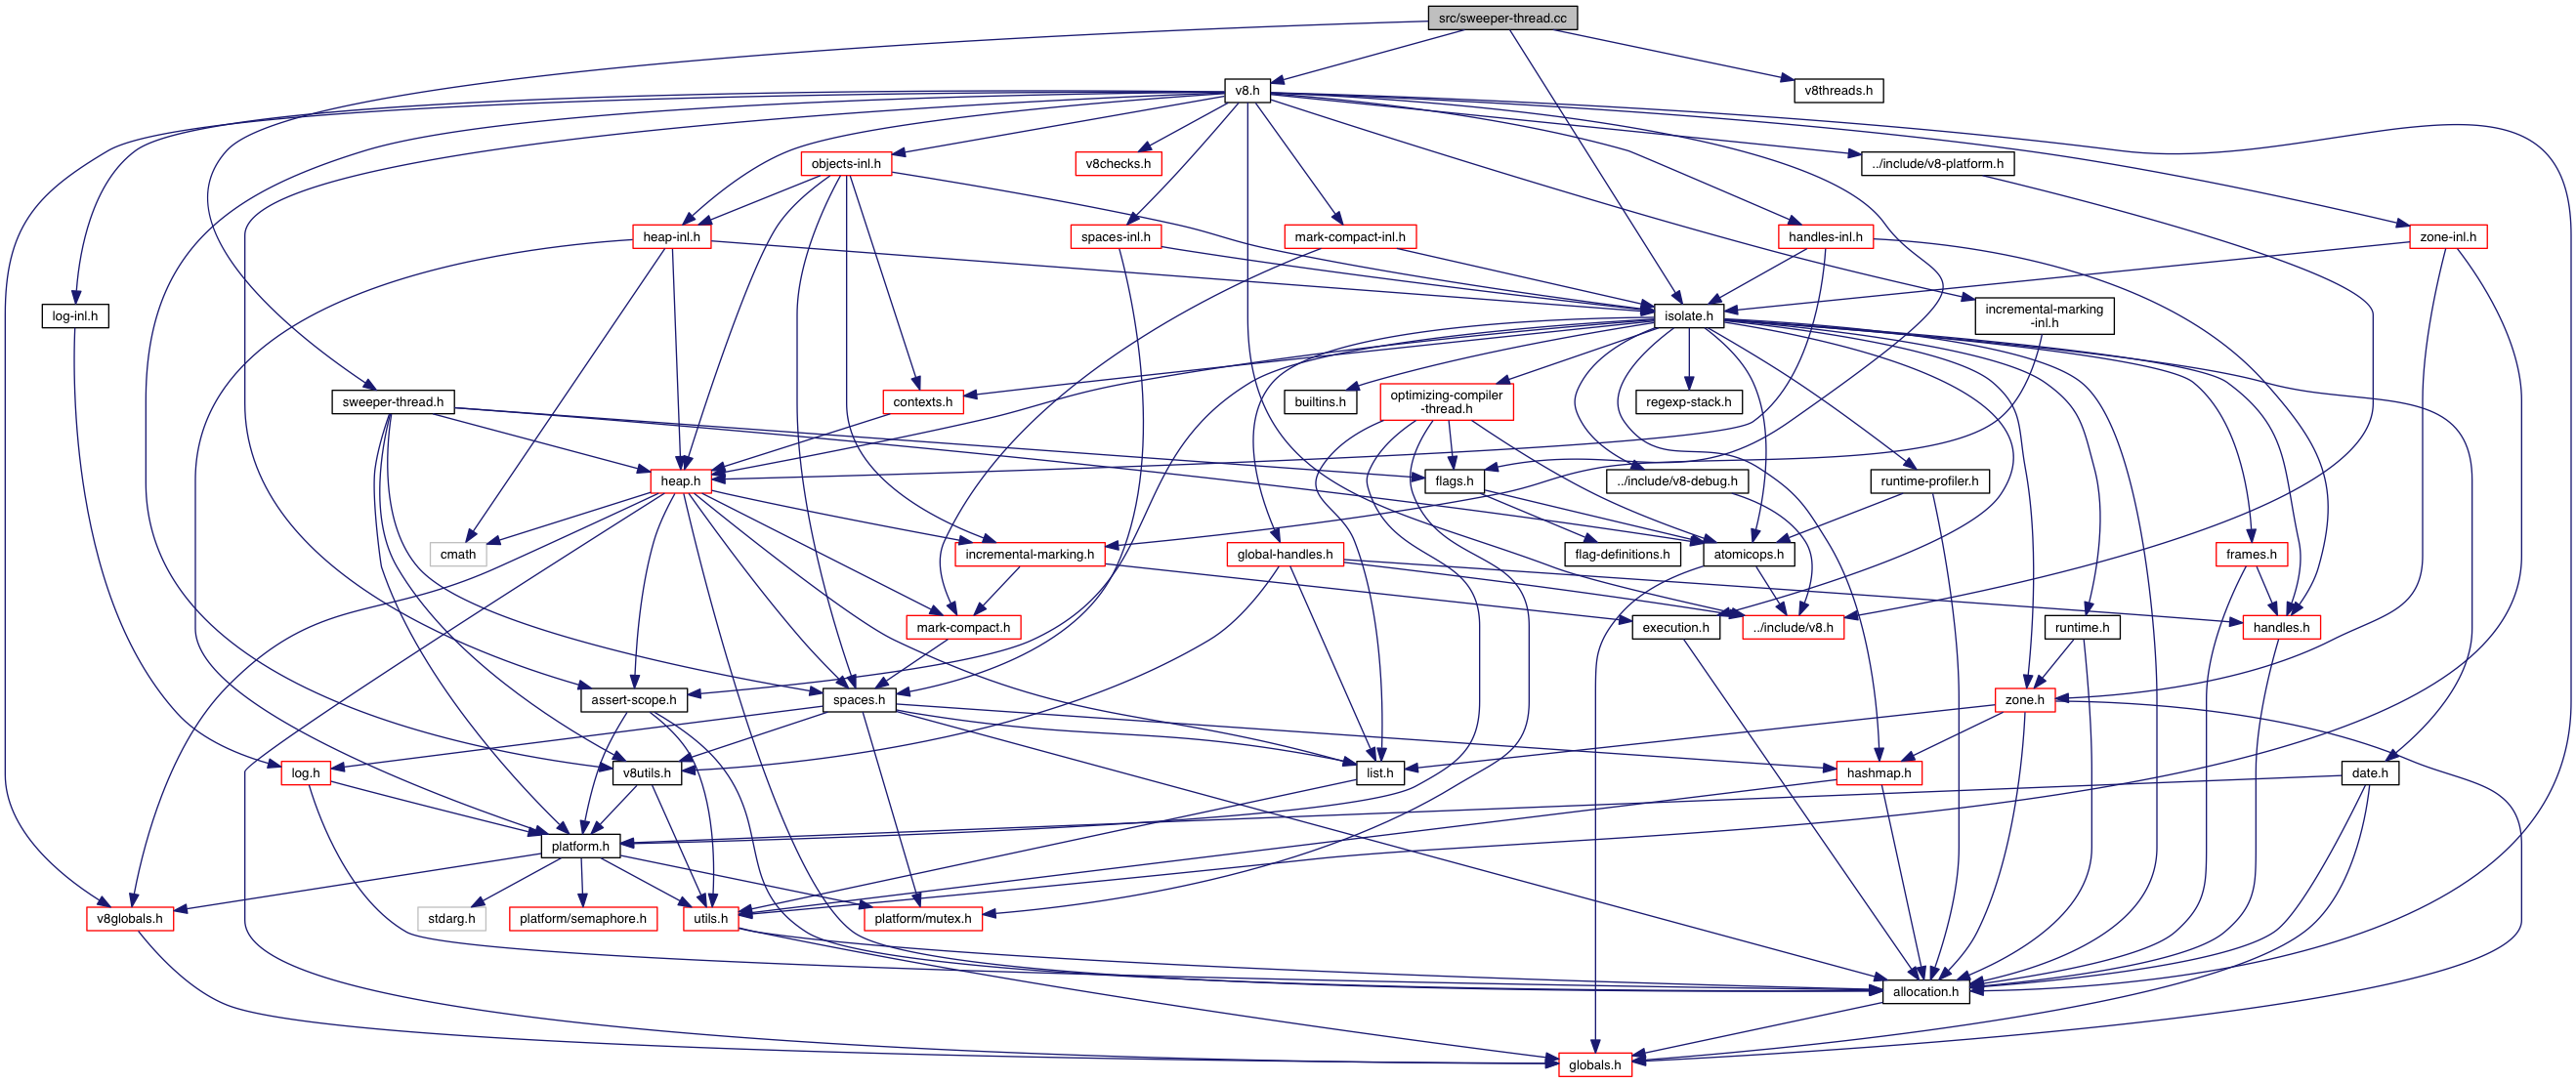 src/sweeper-thread.cc
v8.h
v8threads.h
objects-inl.h
v8checks.h
../include/v8-platform.h
heap-inl.h
spaces-inl.h
mark-compact-inl.h
handles-inl.h
zone-inl.h
log-inl.h
isolate.h
incremental-marking
-inl.h
sweeper-thread.h
contexts.h
builtins.h
optimizing-compiler
-thread.h
regexp-stack.h
heap.h
flags.h
../include/v8-debug.h
runtime-profiler.h
cmath
incremental-marking.h
global-handles.h
flag-definitions.h
atomicops.h
frames.h
mark-compact.h
execution.h
../include/v8.h
runtime.h
handles.h
assert-scope.h
spaces.h
zone.h
log.h
v8utils.h
list.h
hashmap.h
date.h
platform.h
v8globals.h
stdarg.h
platform/semaphore.h
utils.h
platform/mutex.h
allocation.h
globals.h